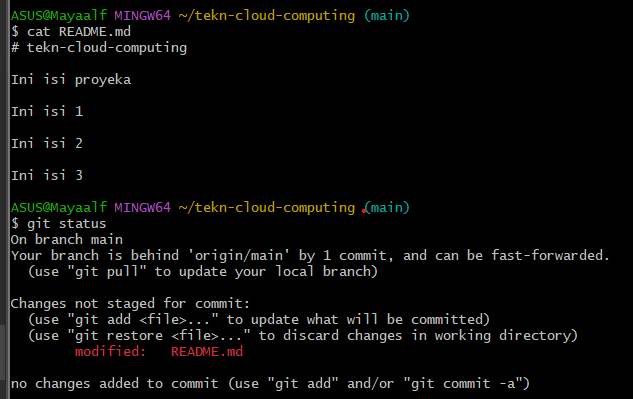 ASUS@Mayaalf MINGW64 ~/tekn-cloud-computing (main)
$ cat README.md
# tekn-cloud-computing
Ini isi proyeka
Ini isi 1
Ini isi 2
Ini isi 3
ASUS@Mayaalf MINGW64 ~/tekn-cloud-computing (main)
$ git status
On branch main
Your branch is behind 'origin/main' by 1 commit, and can be fast-forwarded.
(use "git pull" to update your local branch)
Changes not staged for commit:
(use "git add <file>..." to update what will be committed)
(use "git restore <file>..." to discard changes in working directory)
modified: README.md
no changes added to commit (use "git add" and/or "git commit -a")